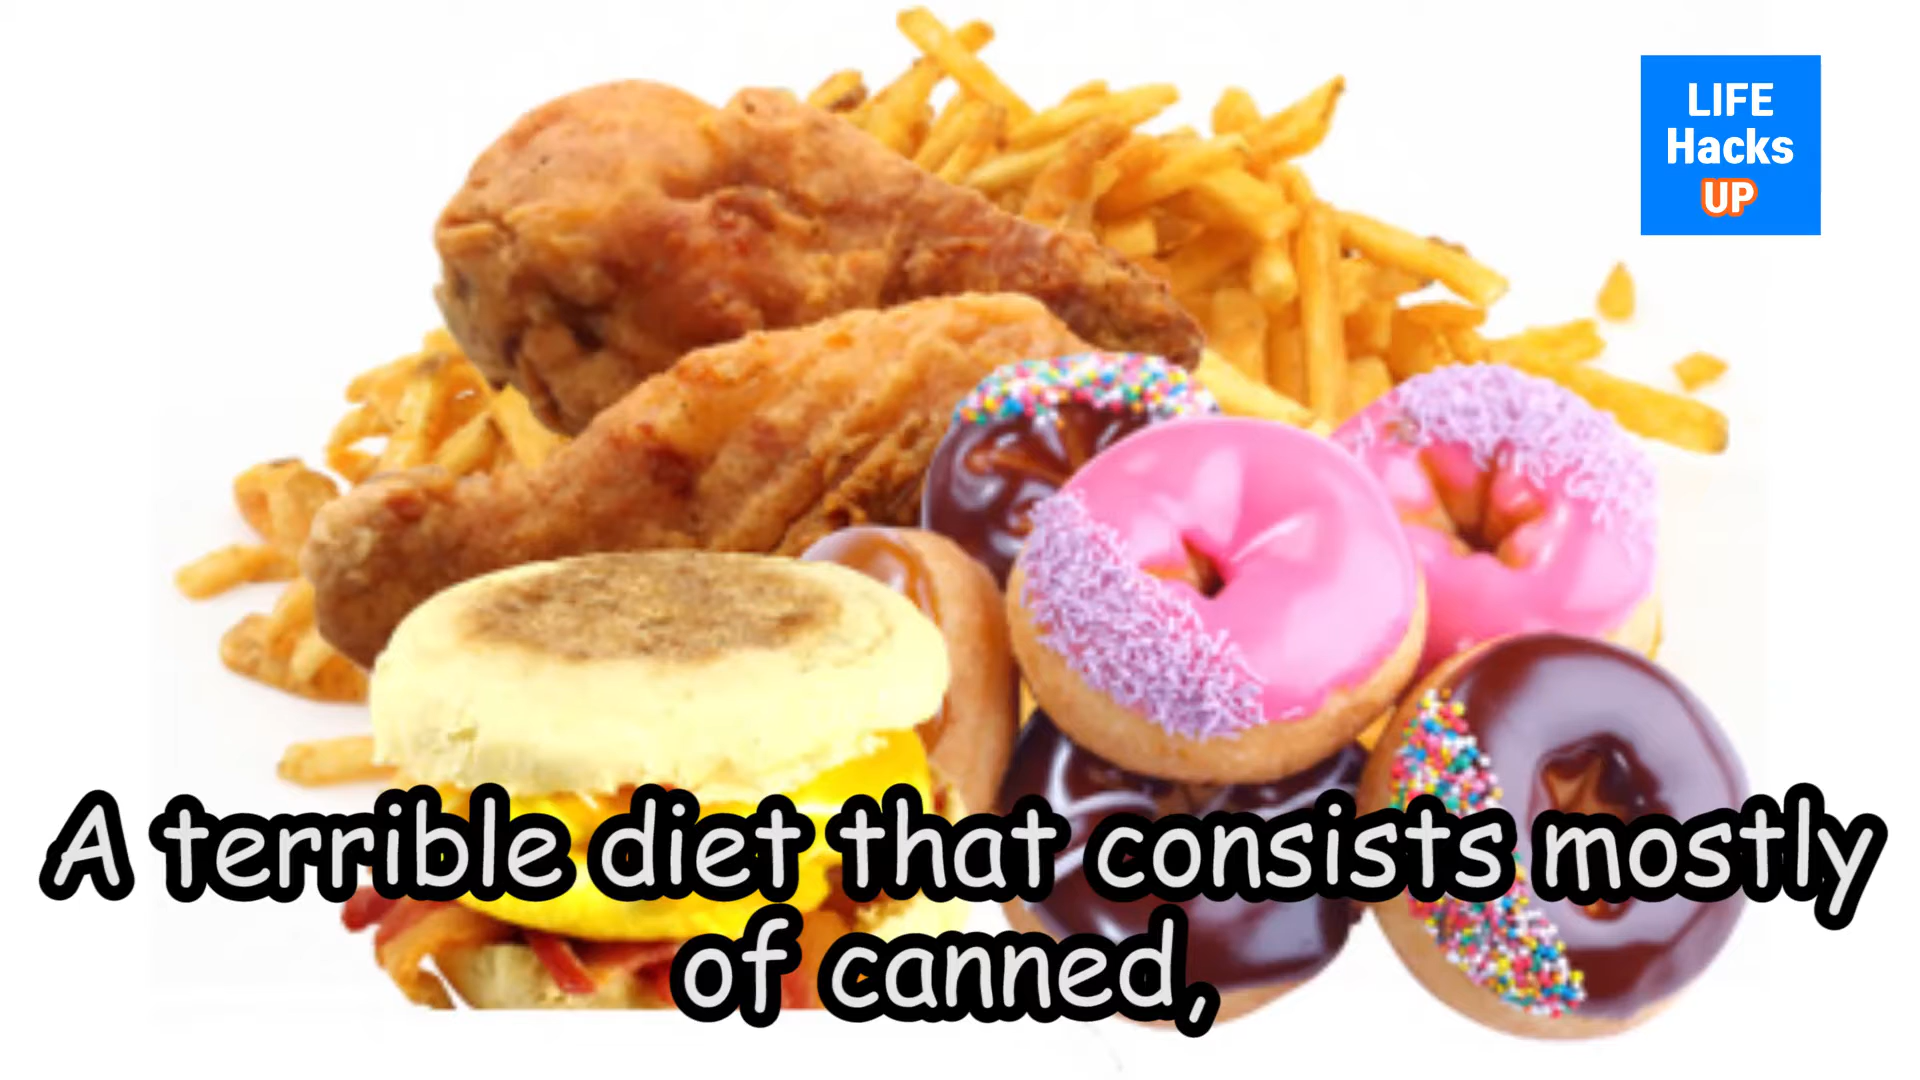 LIFE
Hacks
UP
A terrible diet that consists mostly
of canned,